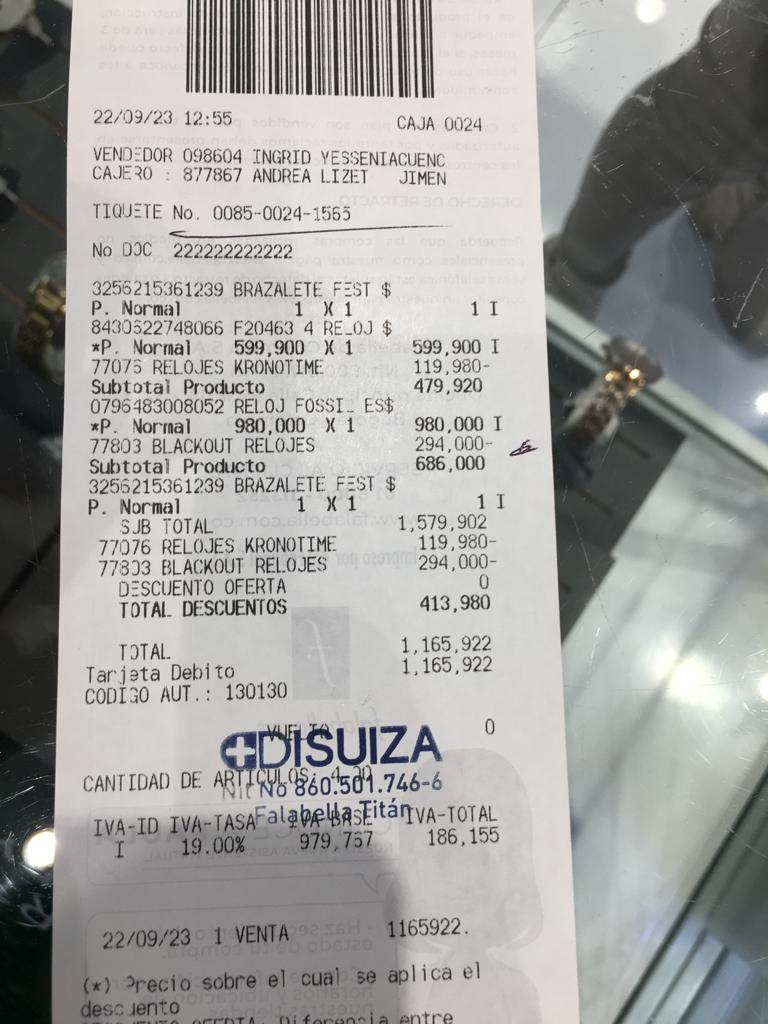 22/09/23 12:55 CAJA 0024
VENDEDOR 098604 INGRID YESSENIACUENC
CAJERO : 877867 ANDREA LIZET JIMEN
TIQUETE No. 0085-0024-1565
No DOC 222222222222
3256215361239 BRAZALETE FEST $
P. Normal 1 X 1 1 I
8430622748066 F20463 4 RELOJ $
*P. Normal 599,900 X 1 599,900 I
77076 RELOJES KRONOTIME 119,980-
Subtotal Producto 479,920
0796483008052 RELOJ FOSSIL ES$
*P. Normal 980,000 X 1 980,000 I
77803 BLACKOUT RELOJES 294,000-
Subtotal Producto 686,000
3256215361239 BRAZALETE FEST $
P. Normal 1 X 1 1 I
SUB TOTAL 1,579,902
77076 RELOJES KRONOTIME 119,980-
77803 BLACKOUT RELOJES 294,000-
DESCUENTO OFERTA 0
TOTAL DESCUENTOS 413,980
TOTAL 1,165,922
Tarjeta Debito 1,165,922
CODIGO AUT.: 130130
VUELTO 0
DISUIZA
CANTIDAD DE ARTICULOS: 4.00
Nit No 860.501.746-6
Falabella Titán
IVA-ID IVA-TASA IVA-BASE IVA-TOTAL
I 19.00% 979,767 186,155
22/09/23 1 VENTA 1165922.
(*) Precio sobre el cual se aplica el
descuento
DESCUENTO OFERTA: Diferencia entre